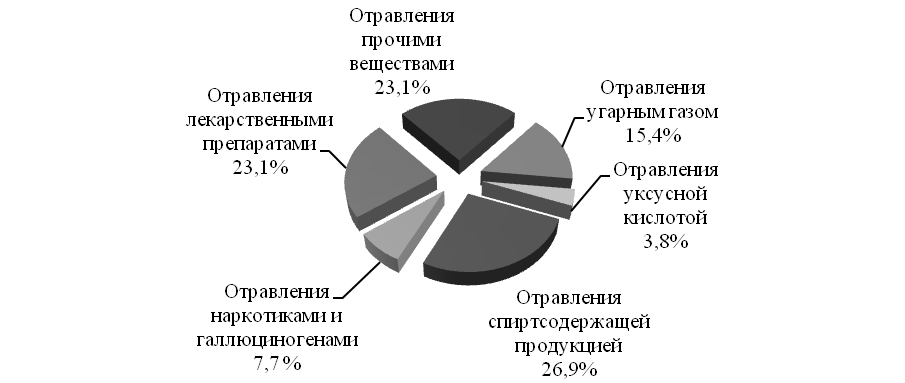 Отравления
прочими
веществами
23,1%
Отравления
угарным газом
15,4%
Отравления
уксусной
кислотой
3,8%
Отравления
спиртсодержащей
продукцией
26,9%
Отравления
наркотиками и
галлюциногенами
7,7%
Отравления
лекарственными
препаратами
23,1%